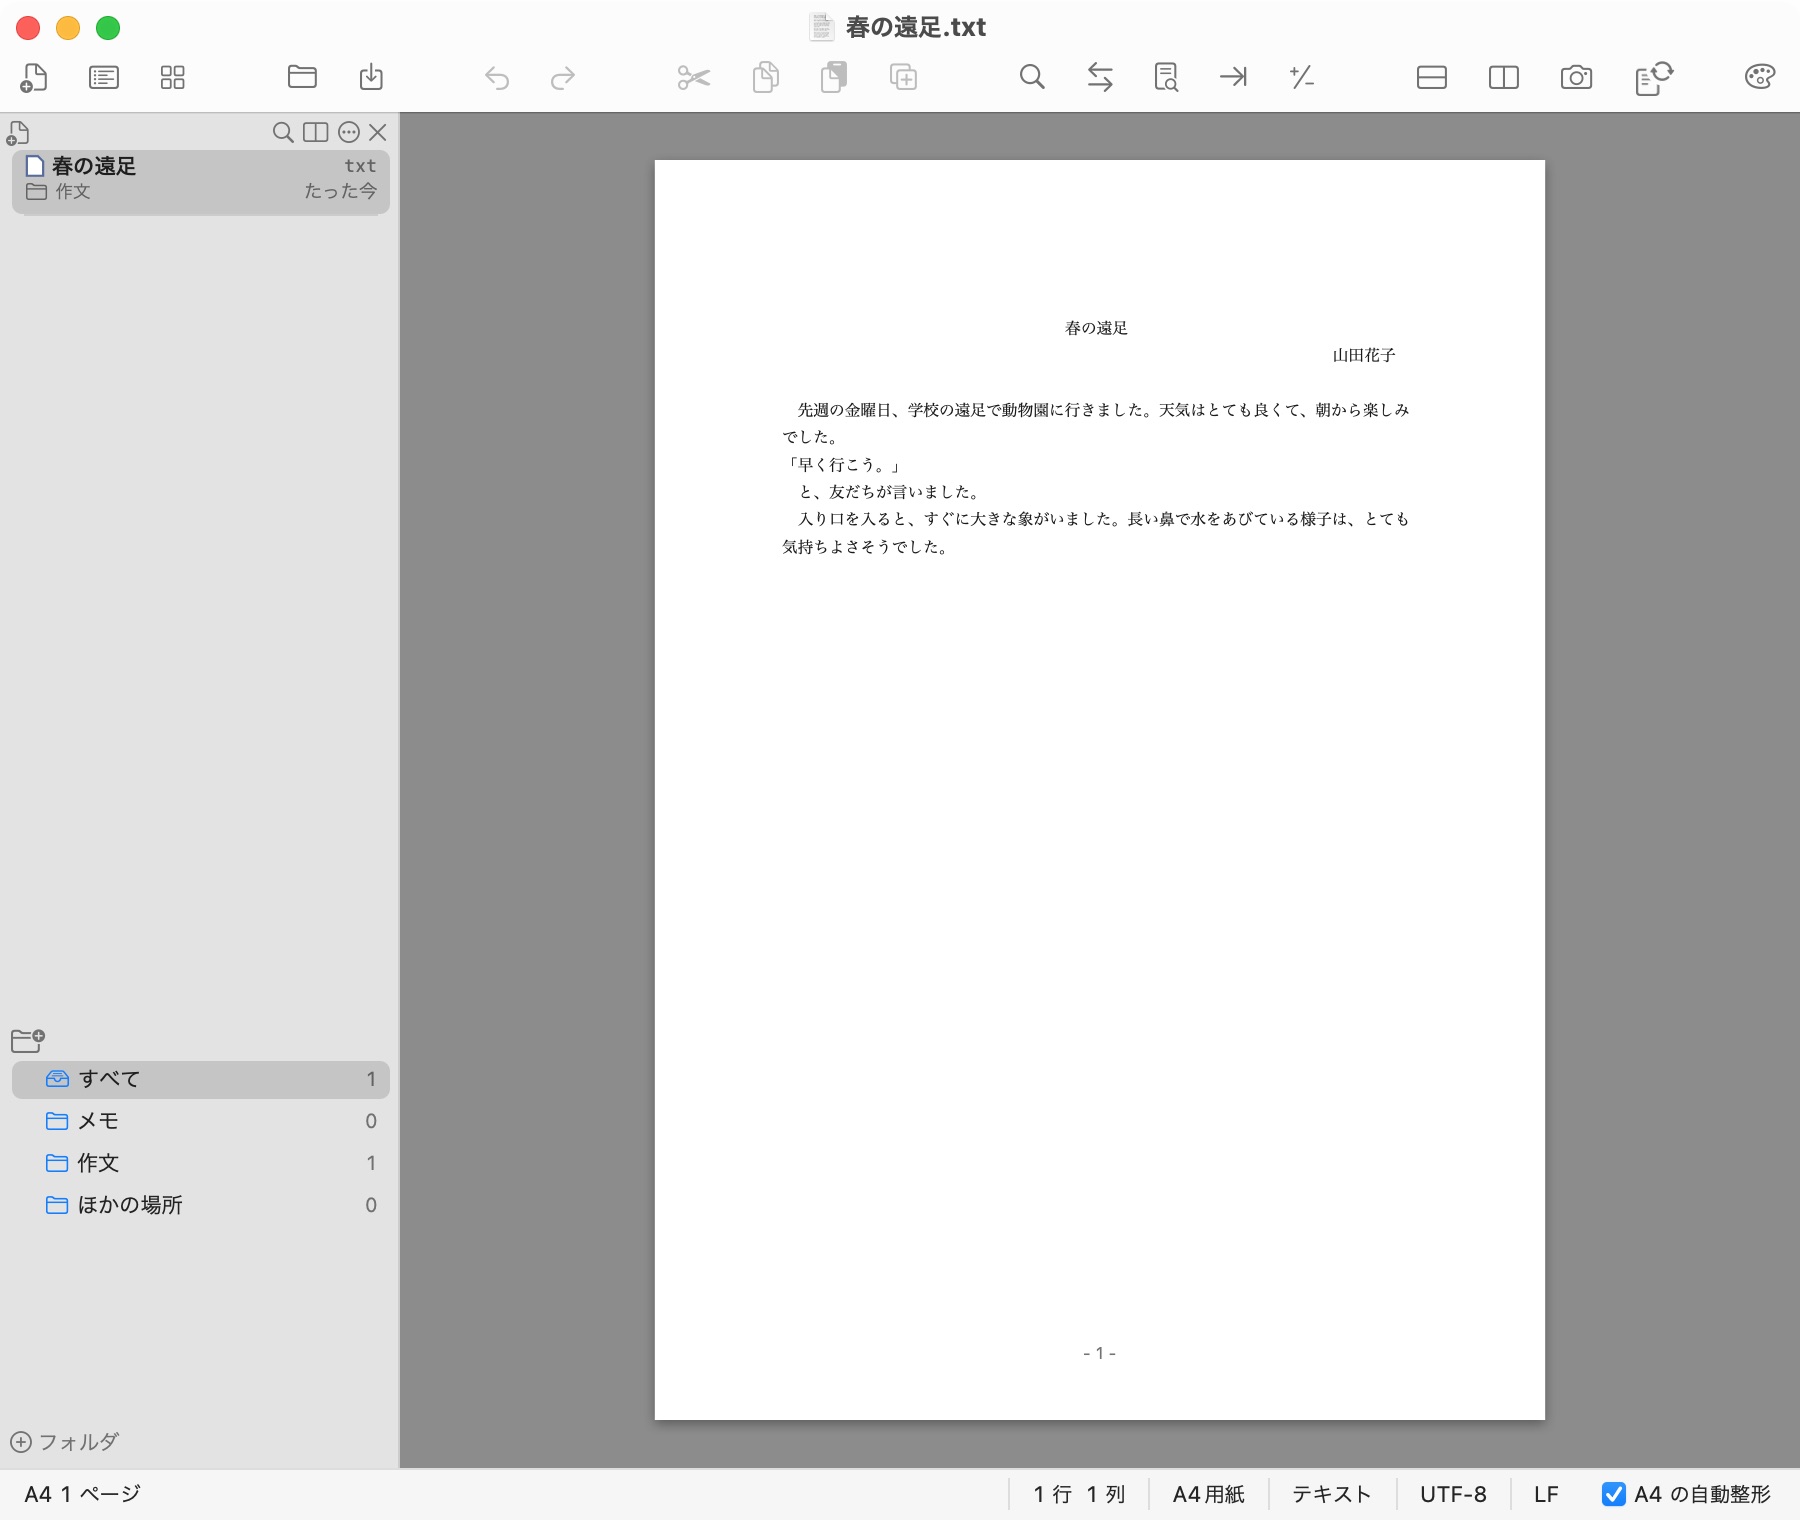 春の遠足.txt
春の遠足 txt
作文 たった今
春の遠足
山田花子
　先週の金曜日、学校の遠足で動物園に行きました。天気はとても良くて、朝から楽しみ
でした。
「早く行こう。」
　と、友だちが言いました。
　入り口を入ると、すぐに大きな象がいました。長い鼻で水をあびている様子は、とても
気持ちよさそうでした。
- 1 -
すべて 1
メモ 0
作文 1
ほかの場所 0
フォルダ
A4 1 ページ 1 行 1 列 A4用紙 テキスト UTF-8 LF A4 の自動整形